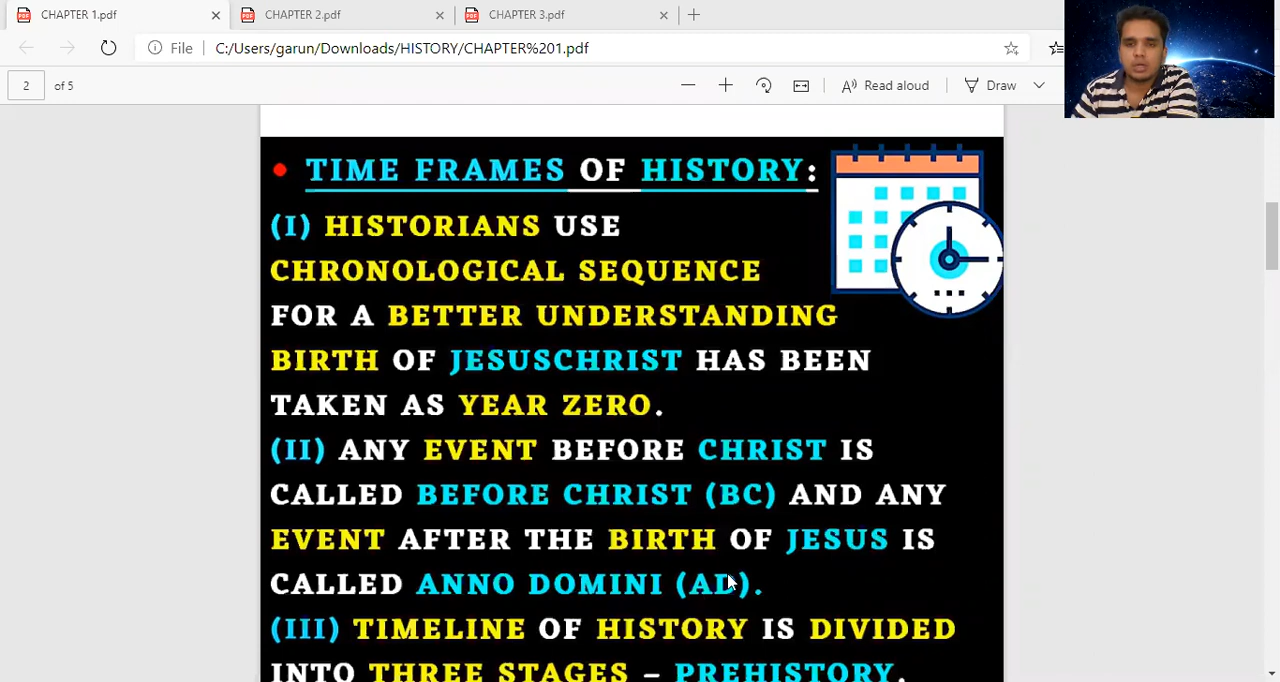 CHAPTER 1.pdf
CHAPTER 2.pdf
CHAPTER 3.pdf
File
C:/Users/garun/Downloads/HISTORY/CHAPTER%201.pdf
2 of 5
Read aloud
Draw
• TIME FRAMES OF HISTORY:
(I) HISTORIANS USE
CHRONOLOGICAL SEQUENCE
FOR A BETTER UNDERSTANDING
BIRTH OF JESUSCHRIST HAS BEEN
TAKEN AS YEAR ZERO.
(II) ANY EVENT BEFORE CHRIST IS
CALLED BEFORE CHRIST (BC) AND ANY
EVENT AFTER THE BIRTH OF JESUS IS
CALLED ANNO DOMINI (AD).
(III) TIMELINE OF HISTORY IS DIVIDED
INTO THREE STAGES – PREHISTORY,